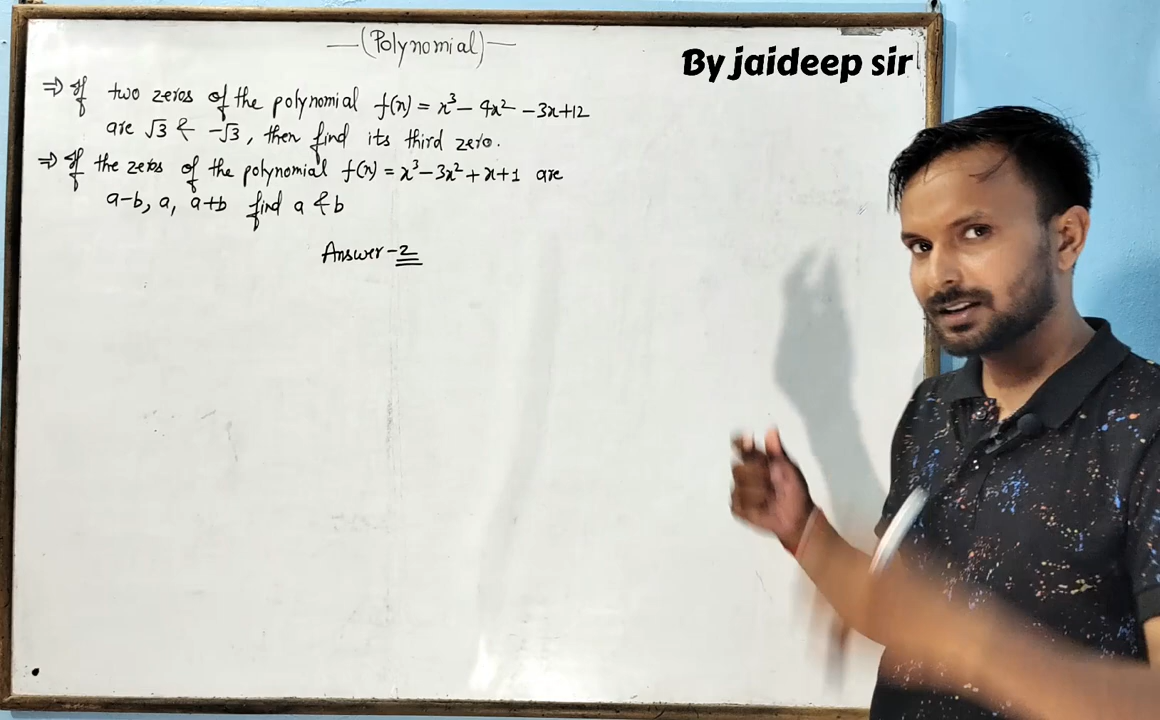 —(Polynomial)—
By jaideep sir
⇒ If two zeros of the polynomial f(x) = x³ - 4x² - 3x+12
are √3 & -√3, then find its third zero.
⇒ If the zeros of the polynomial f(x) = x³-3x²+x+1 are
a-b, a, a+b find a & b
Answer-2